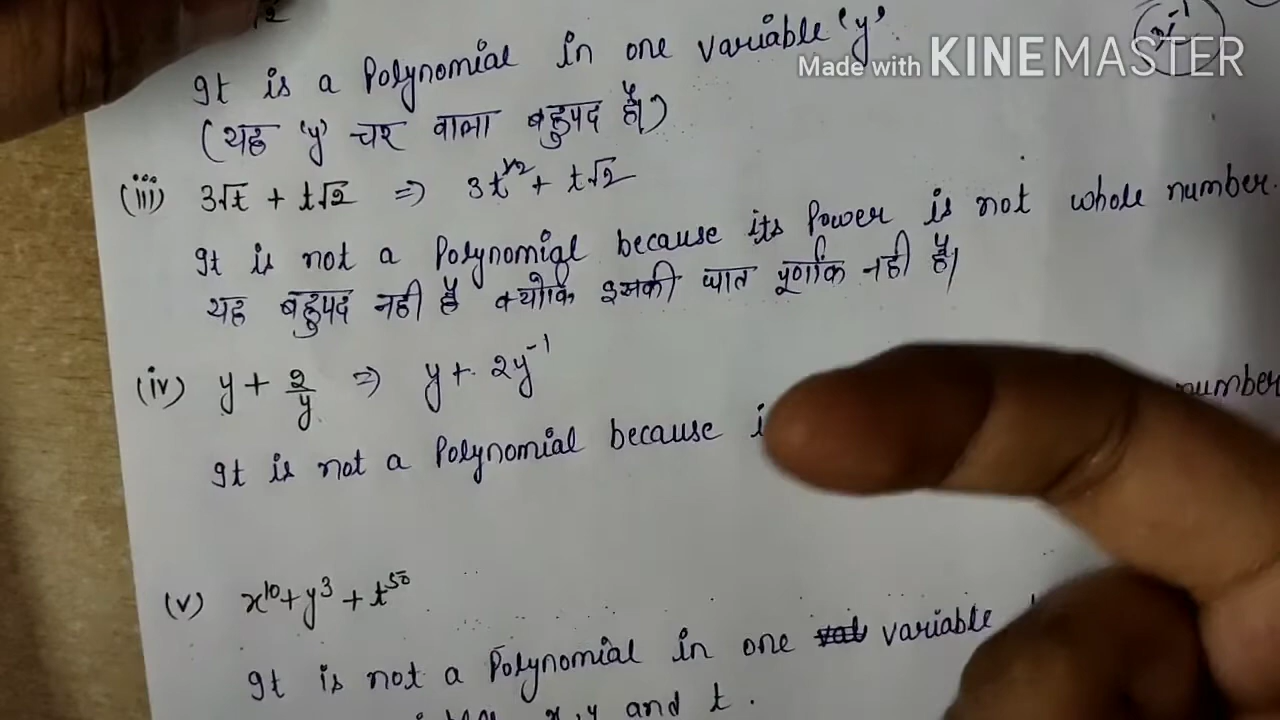 It is a Polynomial in one variable 'y'.
Made with KINEMASTER
(यह 'y' चर वाला बहुपद है।)
(iii) 3√t + t√2 ⇒ 3t^1/2 + t√2
It is not a Polynomial because its Power is not whole number.
यह बहुपद नही है क्योकि इसकी घात पूर्णांक नही है।
(iv) y + 2/y ⇒ y + 2y^-1
It is not a Polynomial because number
(v) x^10 + y^3 + t^50
It is not a Polynomial in one variable
x, y and t.